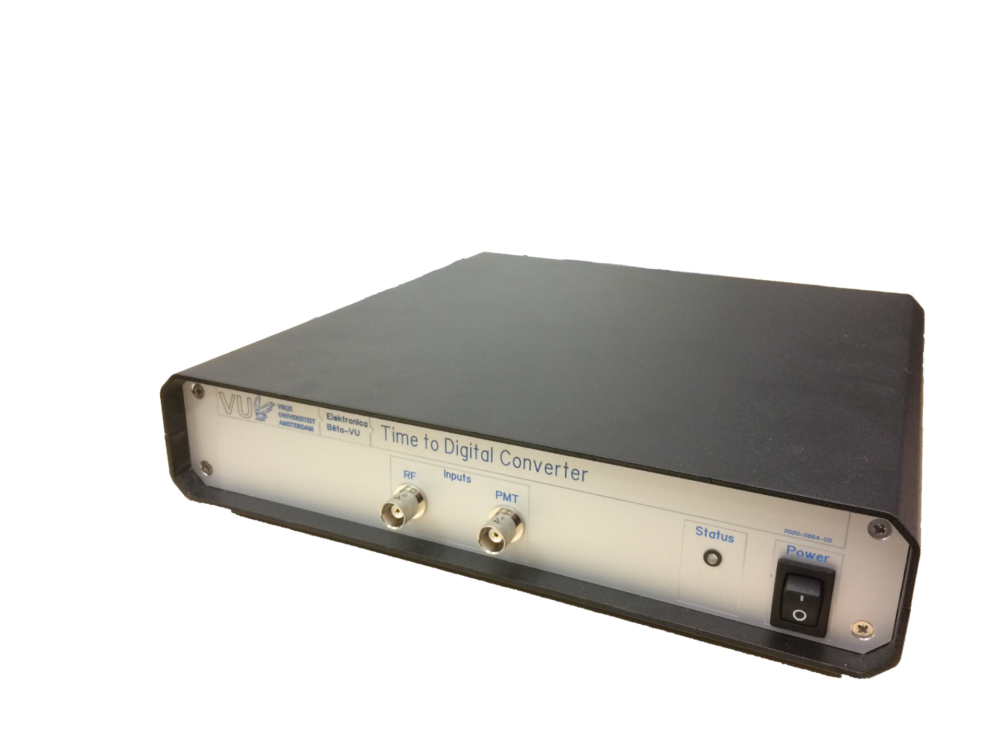 VU
VRIJE
UNIVERSITEIT
AMSTERDAM
Elektronica
Bèta-VU
Time to Digital Converter
Inputs
RF
PMT
Status
2020-2864-03
Power
I
O